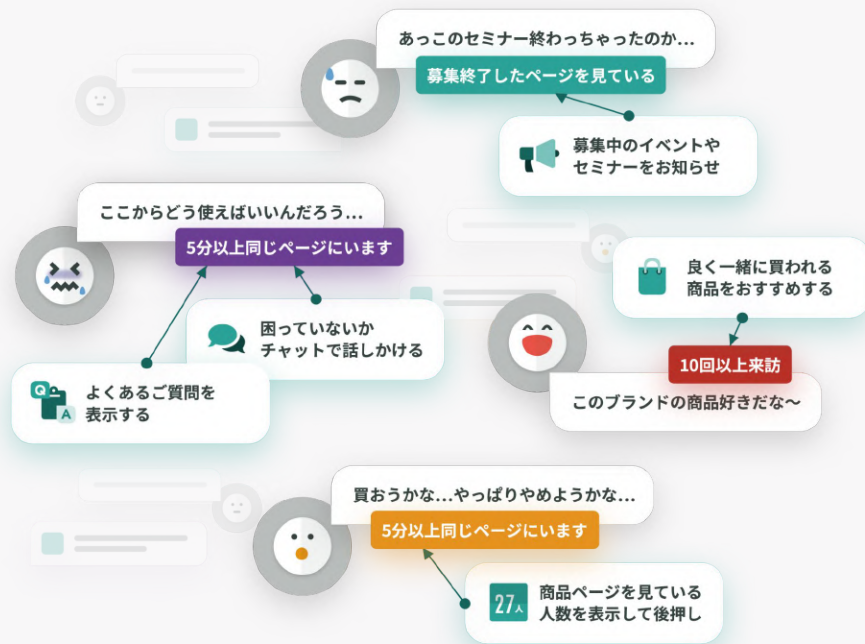 あっこのセミナー終わっちゃったのか...
募集終了したページを見ている
募集中のイベントや
セミナーをお知らせ
ここからどう使えばいいんだろう...
5分以上同じページにいます
困っていないか
チャットで話しかける
Q
A
よくあるご質問を
表示する
良く一緒に買われる
商品をおすすめする
10回以上来訪
このブランドの商品好きだな〜
買おうかな...やっぱりやめようかな...
5分以上同じページにいます
27人
商品ページを見ている
人数を表示して後押し